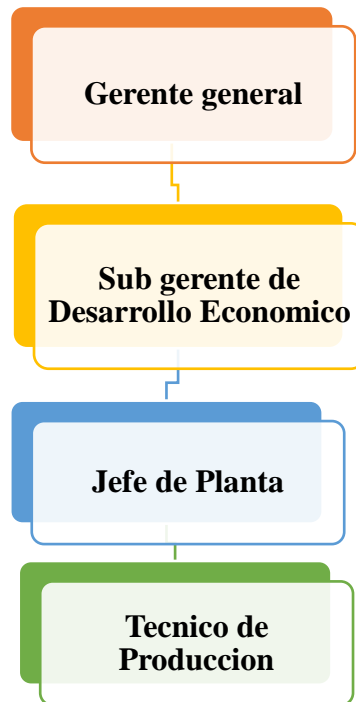 Gerente general
Sub gerente de
Desarrollo Economico
Jefe de Planta
Tecnico de
Produccion